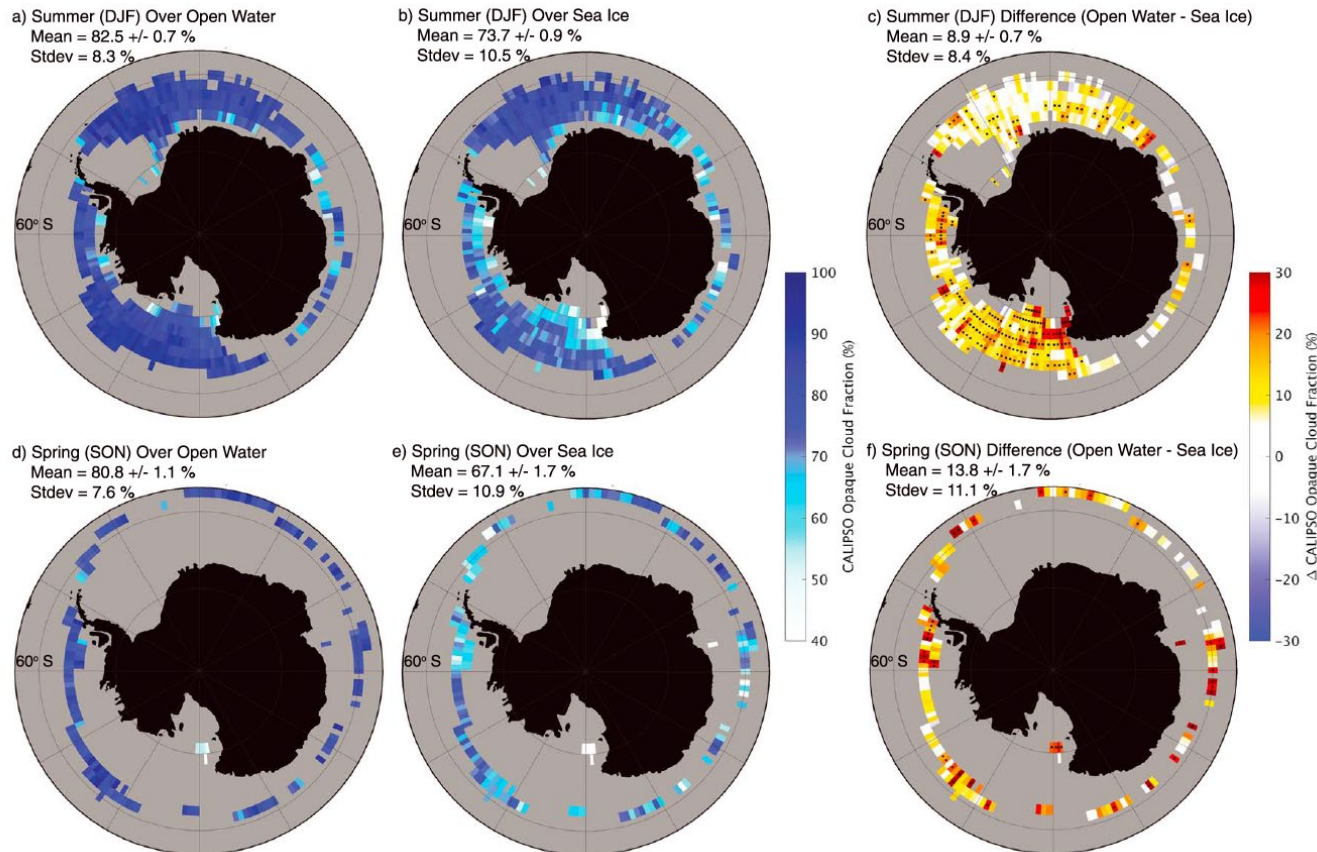 a) Summer (DJF) Over Open Water
Mean = 82.5 +/- 0.7 %
Stdev = 8.3 %
b) Summer (DJF) Over Sea Ice
Mean = 73.7 +/- 0.9 %
Stdev = 10.5 %
c) Summer (DJF) Difference (Open Water - Sea Ice)
Mean = 8.9 +/- 0.7 %
Stdev = 8.4 %
60° S
60° S
60° S
100
90
80
70
60
50
40
CALIPSO Opaque Cloud Fraction (%)
30
20
10
0
−10
−20
−30
Δ CALIPSO Opaque Cloud Fraction (%)
d) Spring (SON) Over Open Water
Mean = 80.8 +/- 1.1 %
Stdev = 7.6 %
e) Spring (SON) Over Sea Ice
Mean = 67.1 +/- 1.7 %
Stdev = 10.9 %
f) Spring (SON) Difference (Open Water - Sea Ice)
Mean = 13.8 +/- 1.7 %
Stdev = 11.1 %
60° S
60° S
60° S